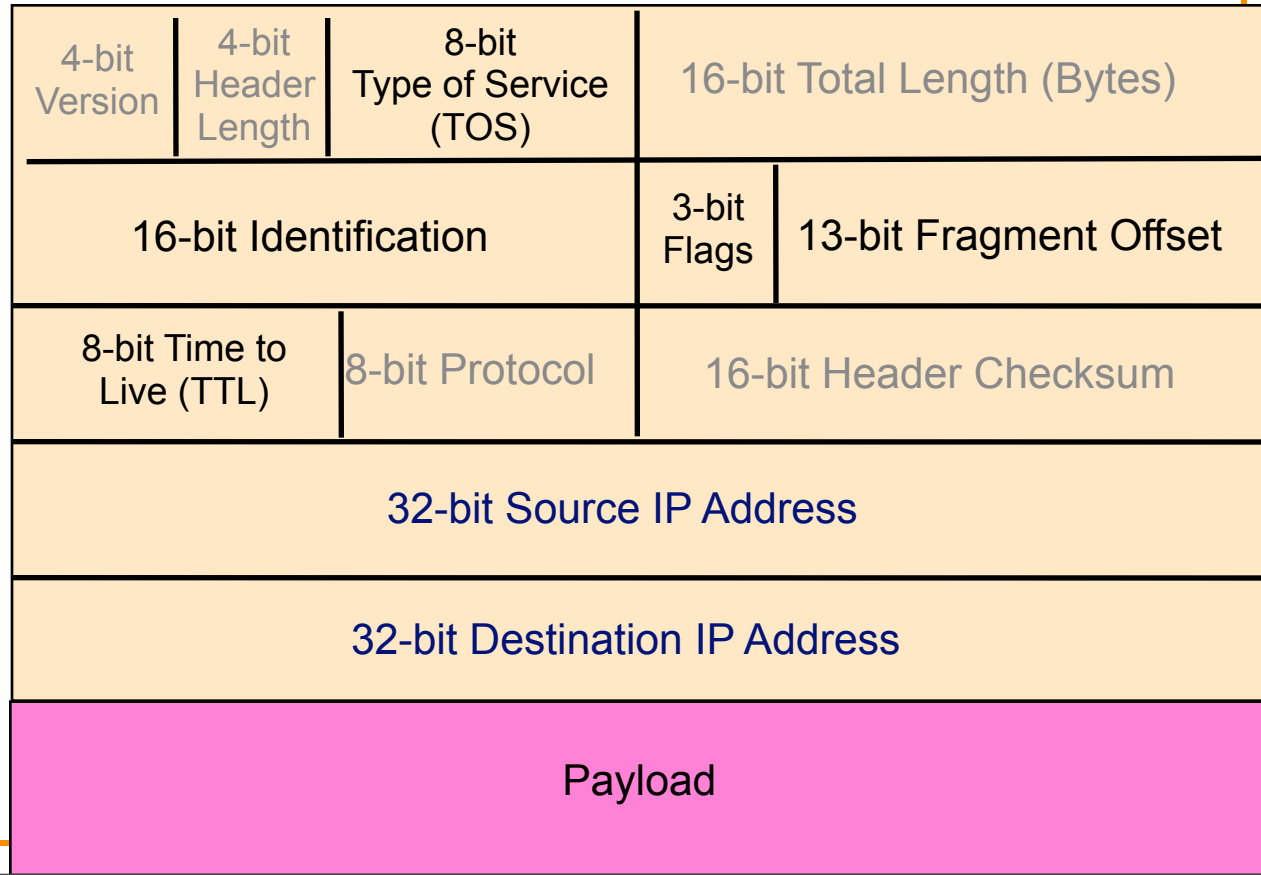 4-bit
Version
4-bit
Header
Length
8-bit
Type of Service
(TOS)
16-bit Total Length (Bytes)
16-bit Identification
3-bit
Flags
13-bit Fragment Offset
8-bit Time to
Live (TTL)
8-bit Protocol
16-bit Header Checksum
32-bit Source IP Address
32-bit Destination IP Address
Payload